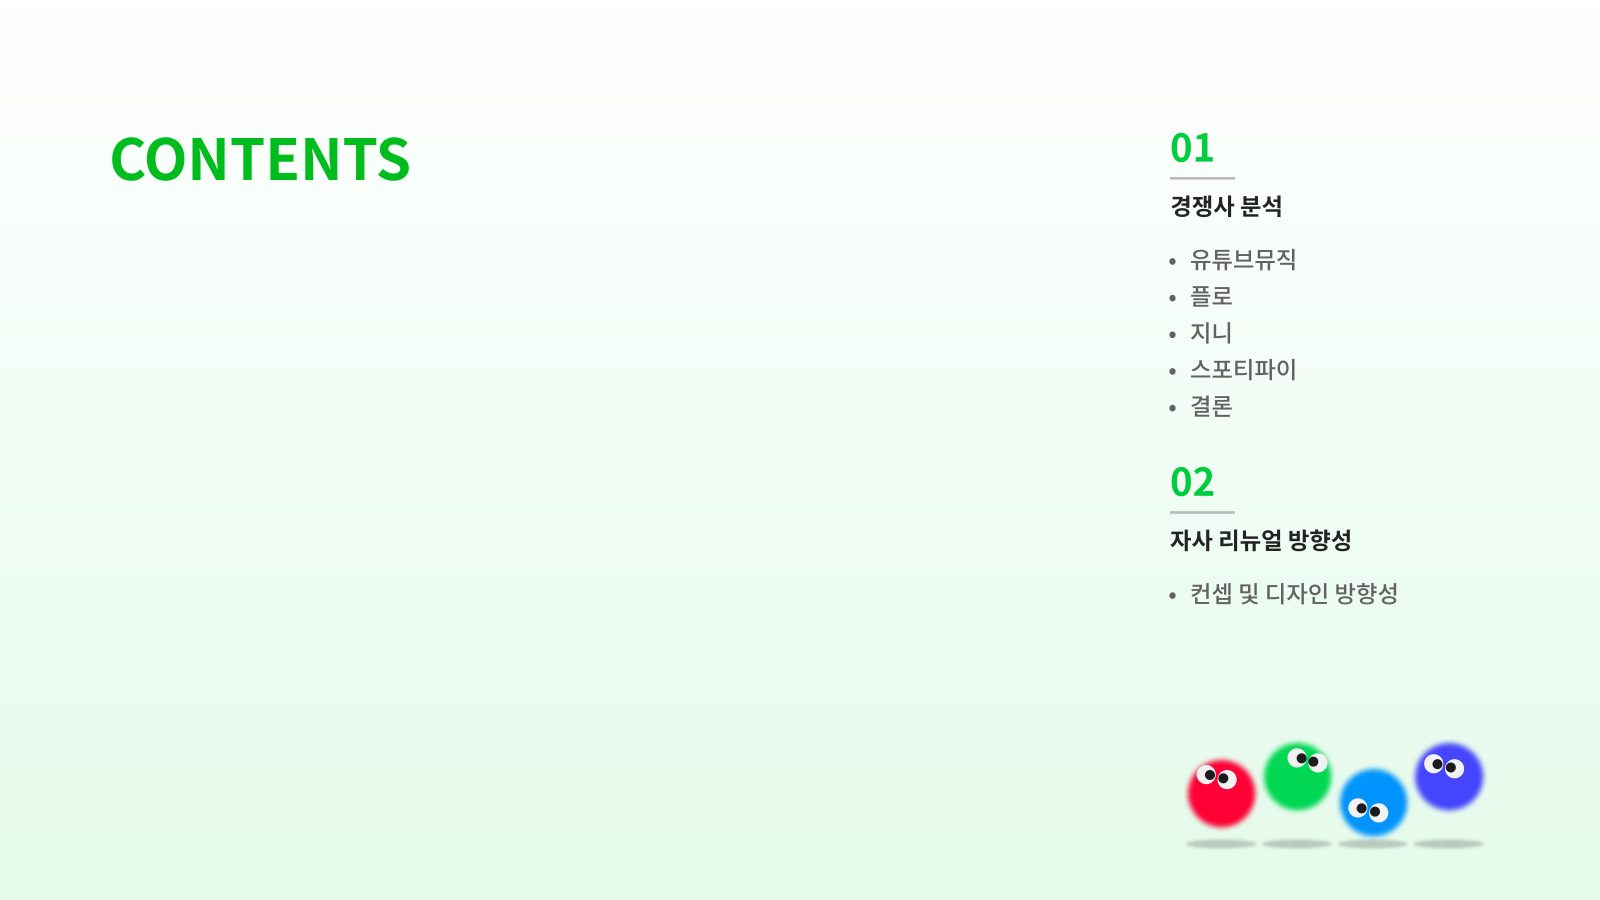 CONTENTS
01
경쟁사 분석
• 유튜브뮤직
• 플로
• 지니
• 스포티파이
• 결론
02
자사 리뉴얼 방향성
• 컨셉 및 디자인 방향성